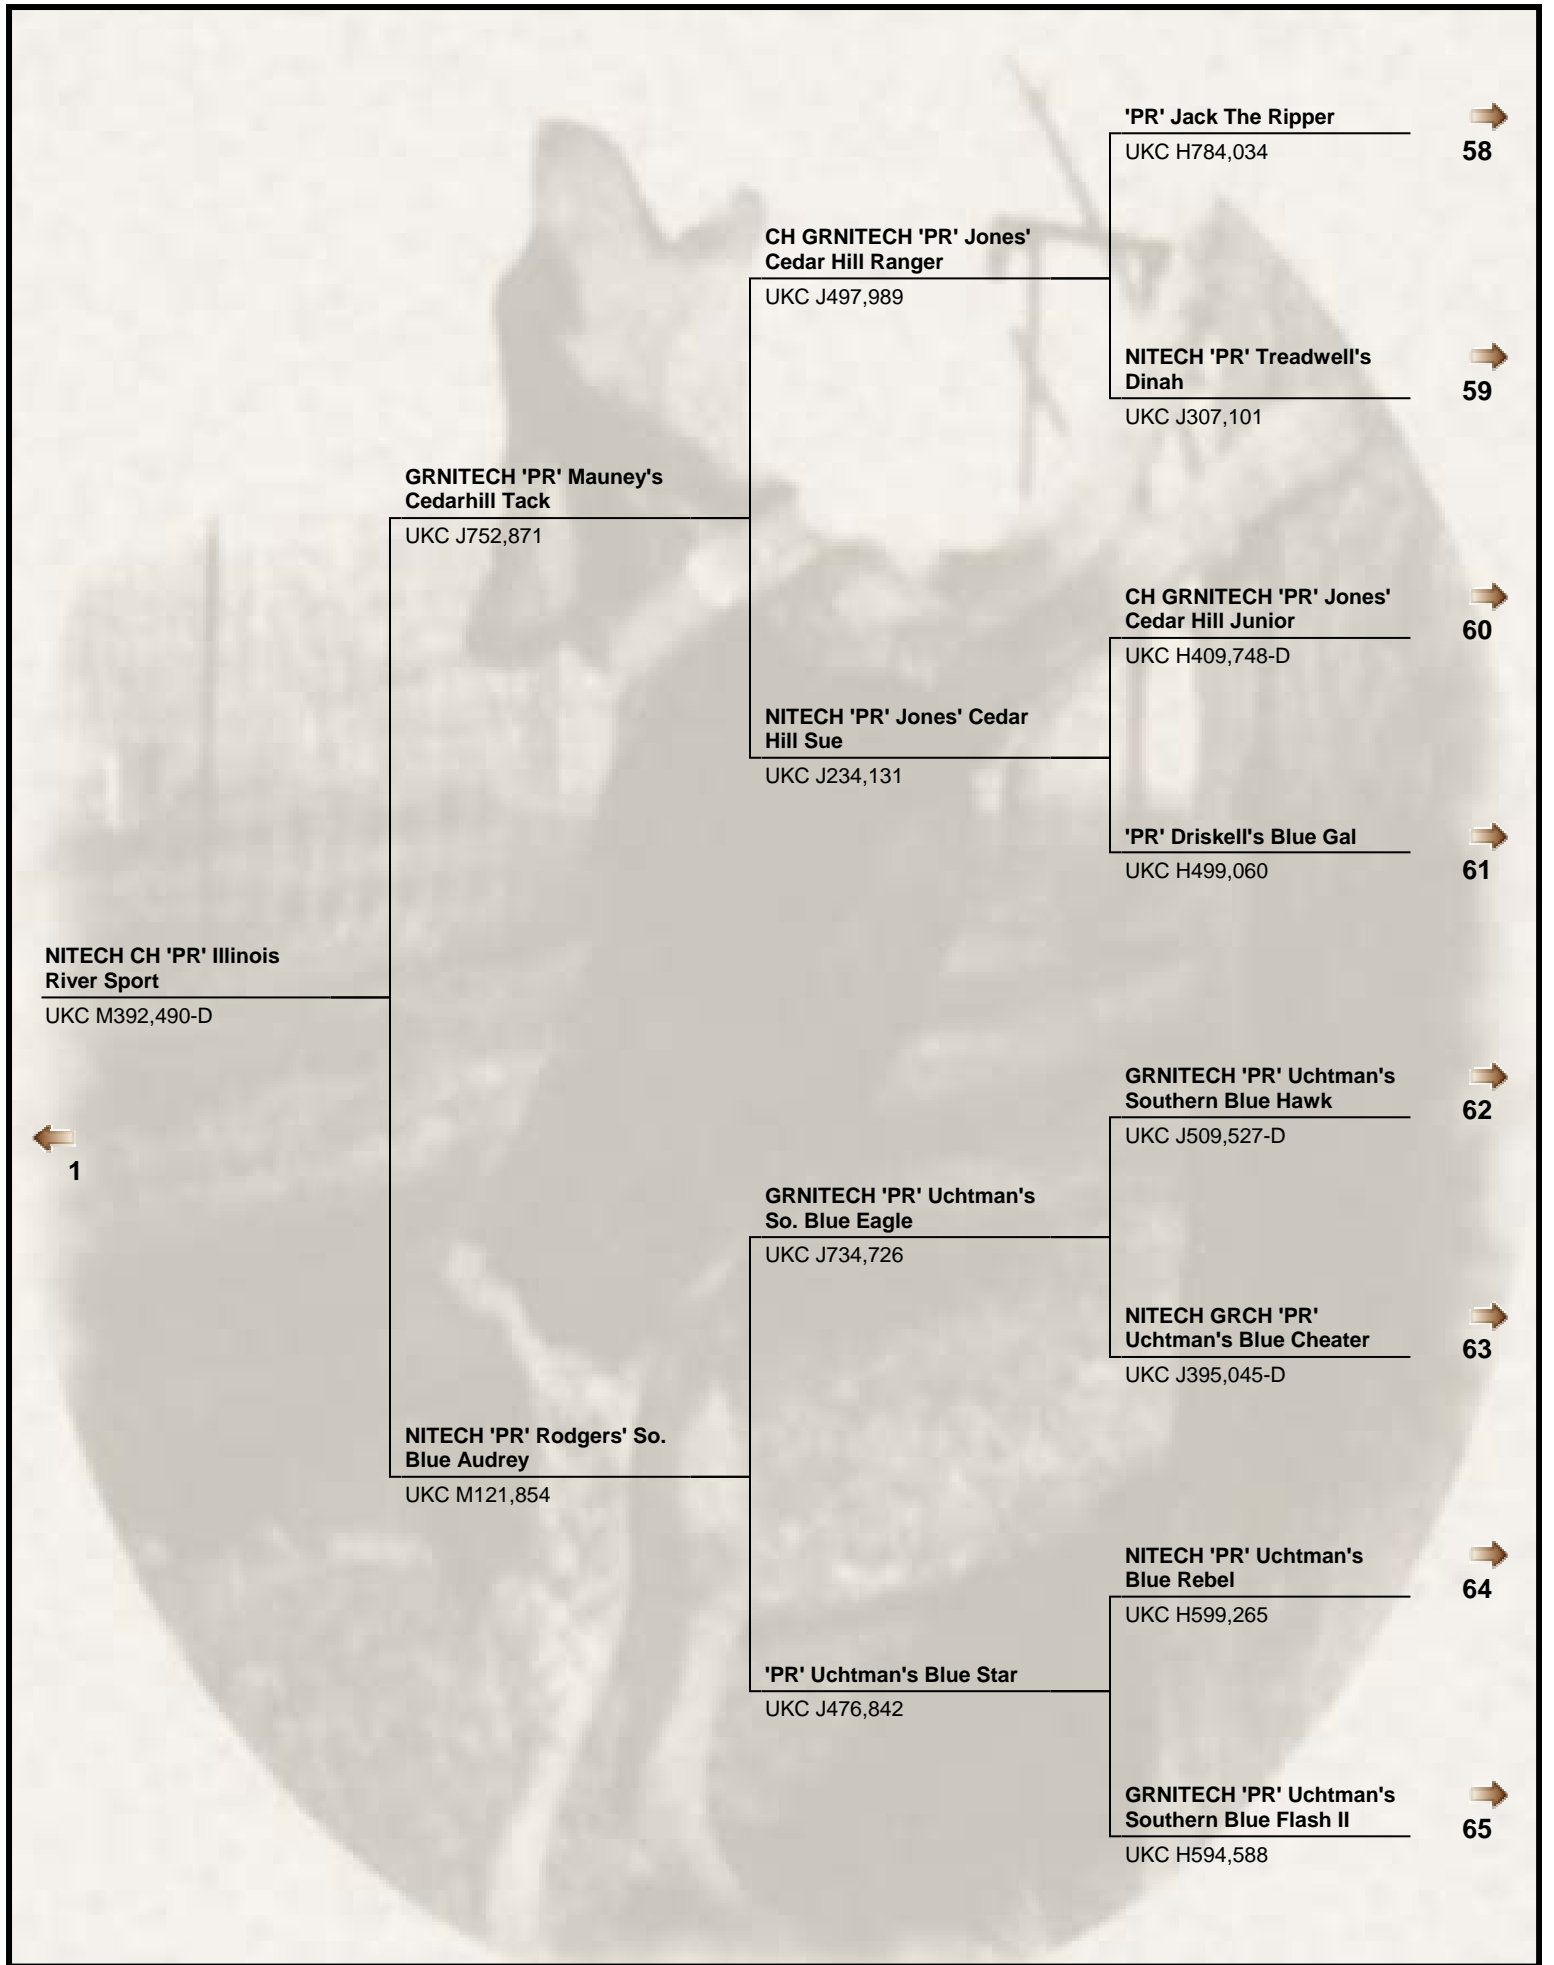 'PR' Jack The Ripper
UKC H784,034
58
CH GRNITECH 'PR' Jones'
Cedar Hill Ranger
UKC J497,989
NITECH 'PR' Treadwell's
Dinah
UKC J307,101
59
GRNITECH 'PR' Mauney's
Cedarhill Tack
UKC J752,871
CH GRNITECH 'PR' Jones'
Cedar Hill Junior
UKC H409,748-D
60
NITECH 'PR' Jones' Cedar
Hill Sue
UKC J234,131
'PR' Driskell's Blue Gal
UKC H499,060
61
NITECH CH 'PR' Illinois
River Sport
UKC M392,490-D
1
GRNITECH 'PR' Uchtman's
Southern Blue Hawk
UKC J509,527-D
62
GRNITECH 'PR' Uchtman's
So. Blue Eagle
UKC J734,726
NITECH GRCH 'PR'
Uchtman's Blue Cheater
UKC J395,045-D
63
NITECH 'PR' Rodgers' So.
Blue Audrey
UKC M121,854
NITECH 'PR' Uchtman's
Blue Rebel
UKC H599,265
64
'PR' Uchtman's Blue Star
UKC J476,842
GRNITECH 'PR' Uchtman's
Southern Blue Flash II
UKC H594,588
65